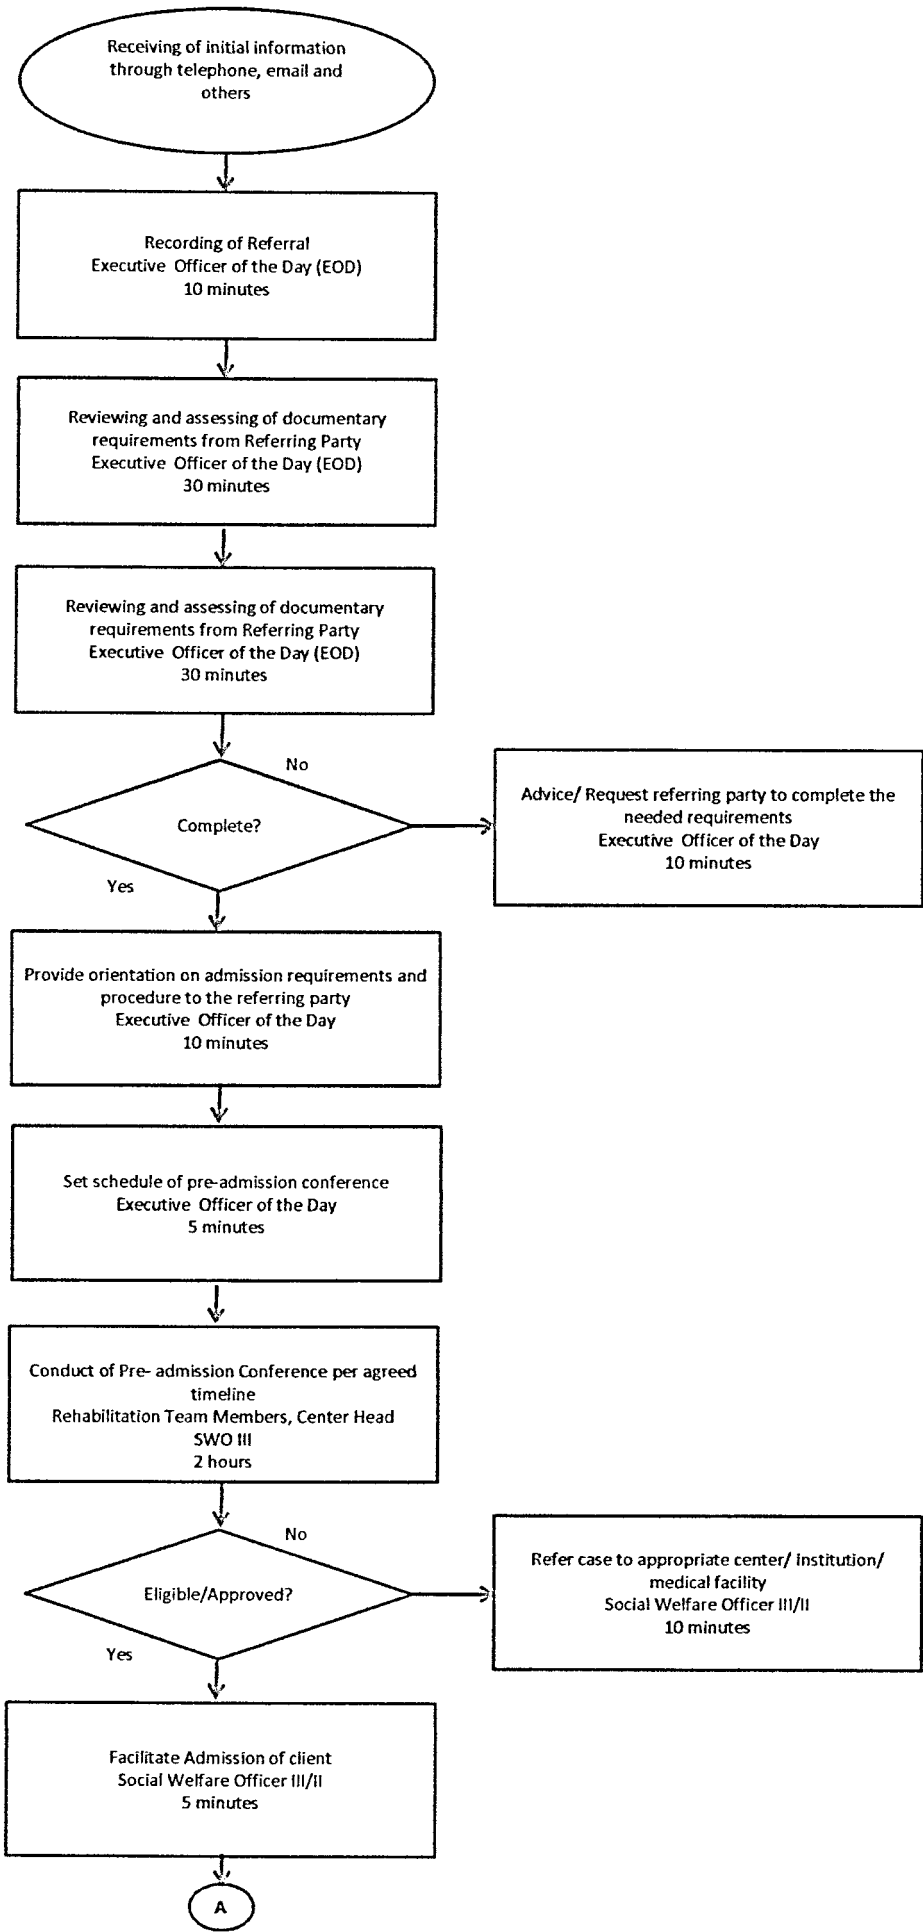 Receiving of initial information
through telephone, email and
others
Recording of Referral
Executive Officer of the Day (EOD)
10 minutes
Reviewing and assessing of documentary
requirements from Referring Party
Executive Officer of the Day (EOD)
30 minutes
Reviewing and assessing of documentary
requirements from Referring Party
Executive Officer of the Day (EOD)
30 minutes
No
Complete?
Yes
Advice/ Request referring party to complete the
needed requirements
Executive Officer of the Day
10 minutes
Provide orientation on admission requirements and
procedure to the referring party
Executive Officer of the Day
10 minutes
Set schedule of pre-admission conference
Executive Officer of the Day
5 minutes
Conduct of Pre- admission Conference per agreed
timeline
Rehabilitation Team Members, Center Head
SWO III
2 hours
No
Eligible/Approved?
Yes
Refer case to appropriate center/ institution/
medical facility
Social Welfare Officer III/II
10 minutes
Facilitate Admission of client
Social Welfare Officer III/II
5 minutes
A